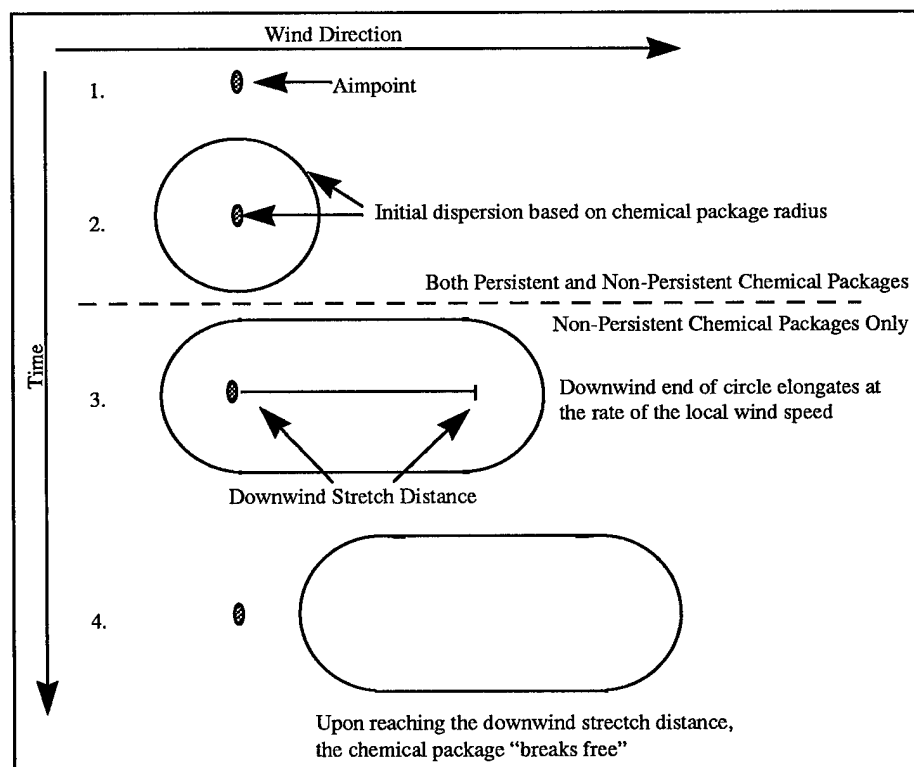 Wind Direction
1.
Aimpoint
2.
Initial dispersion based on chemical package radius
Both Persistent and Non-Persistent Chemical Packages
Non-Persistent Chemical Packages Only
Time
3.
Downwind end of circle elongates at
the rate of the local wind speed
Downwind Stretch Distance
4.
Upon reaching the downwind strectch distance,
the chemical package “breaks free”